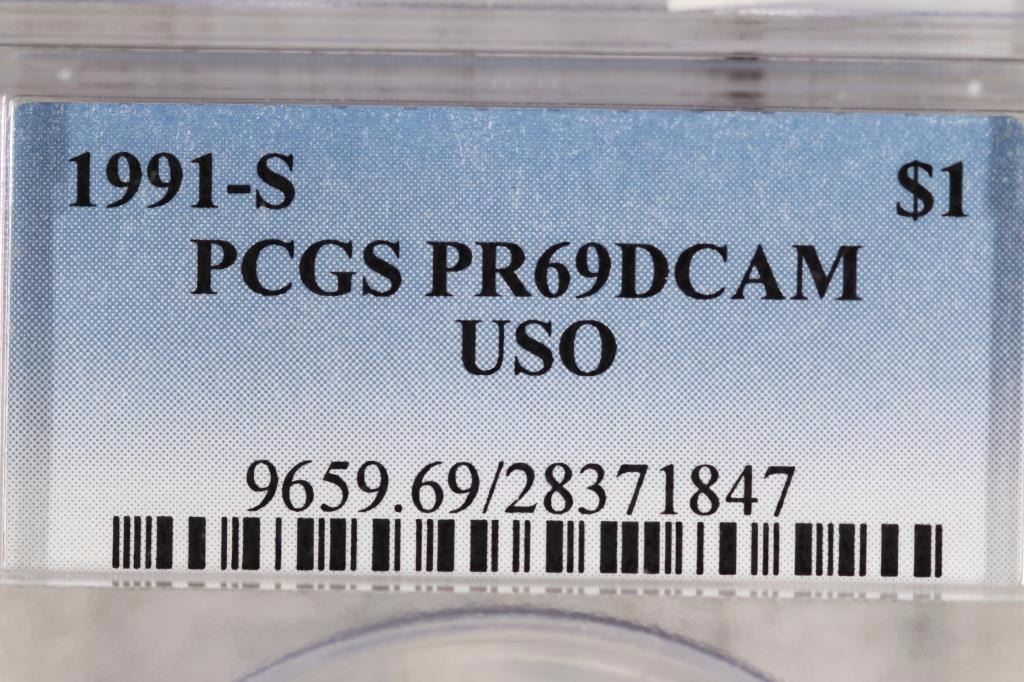 1991-S $1
PCGS PR69DCAM
USO
9659.69/28371847